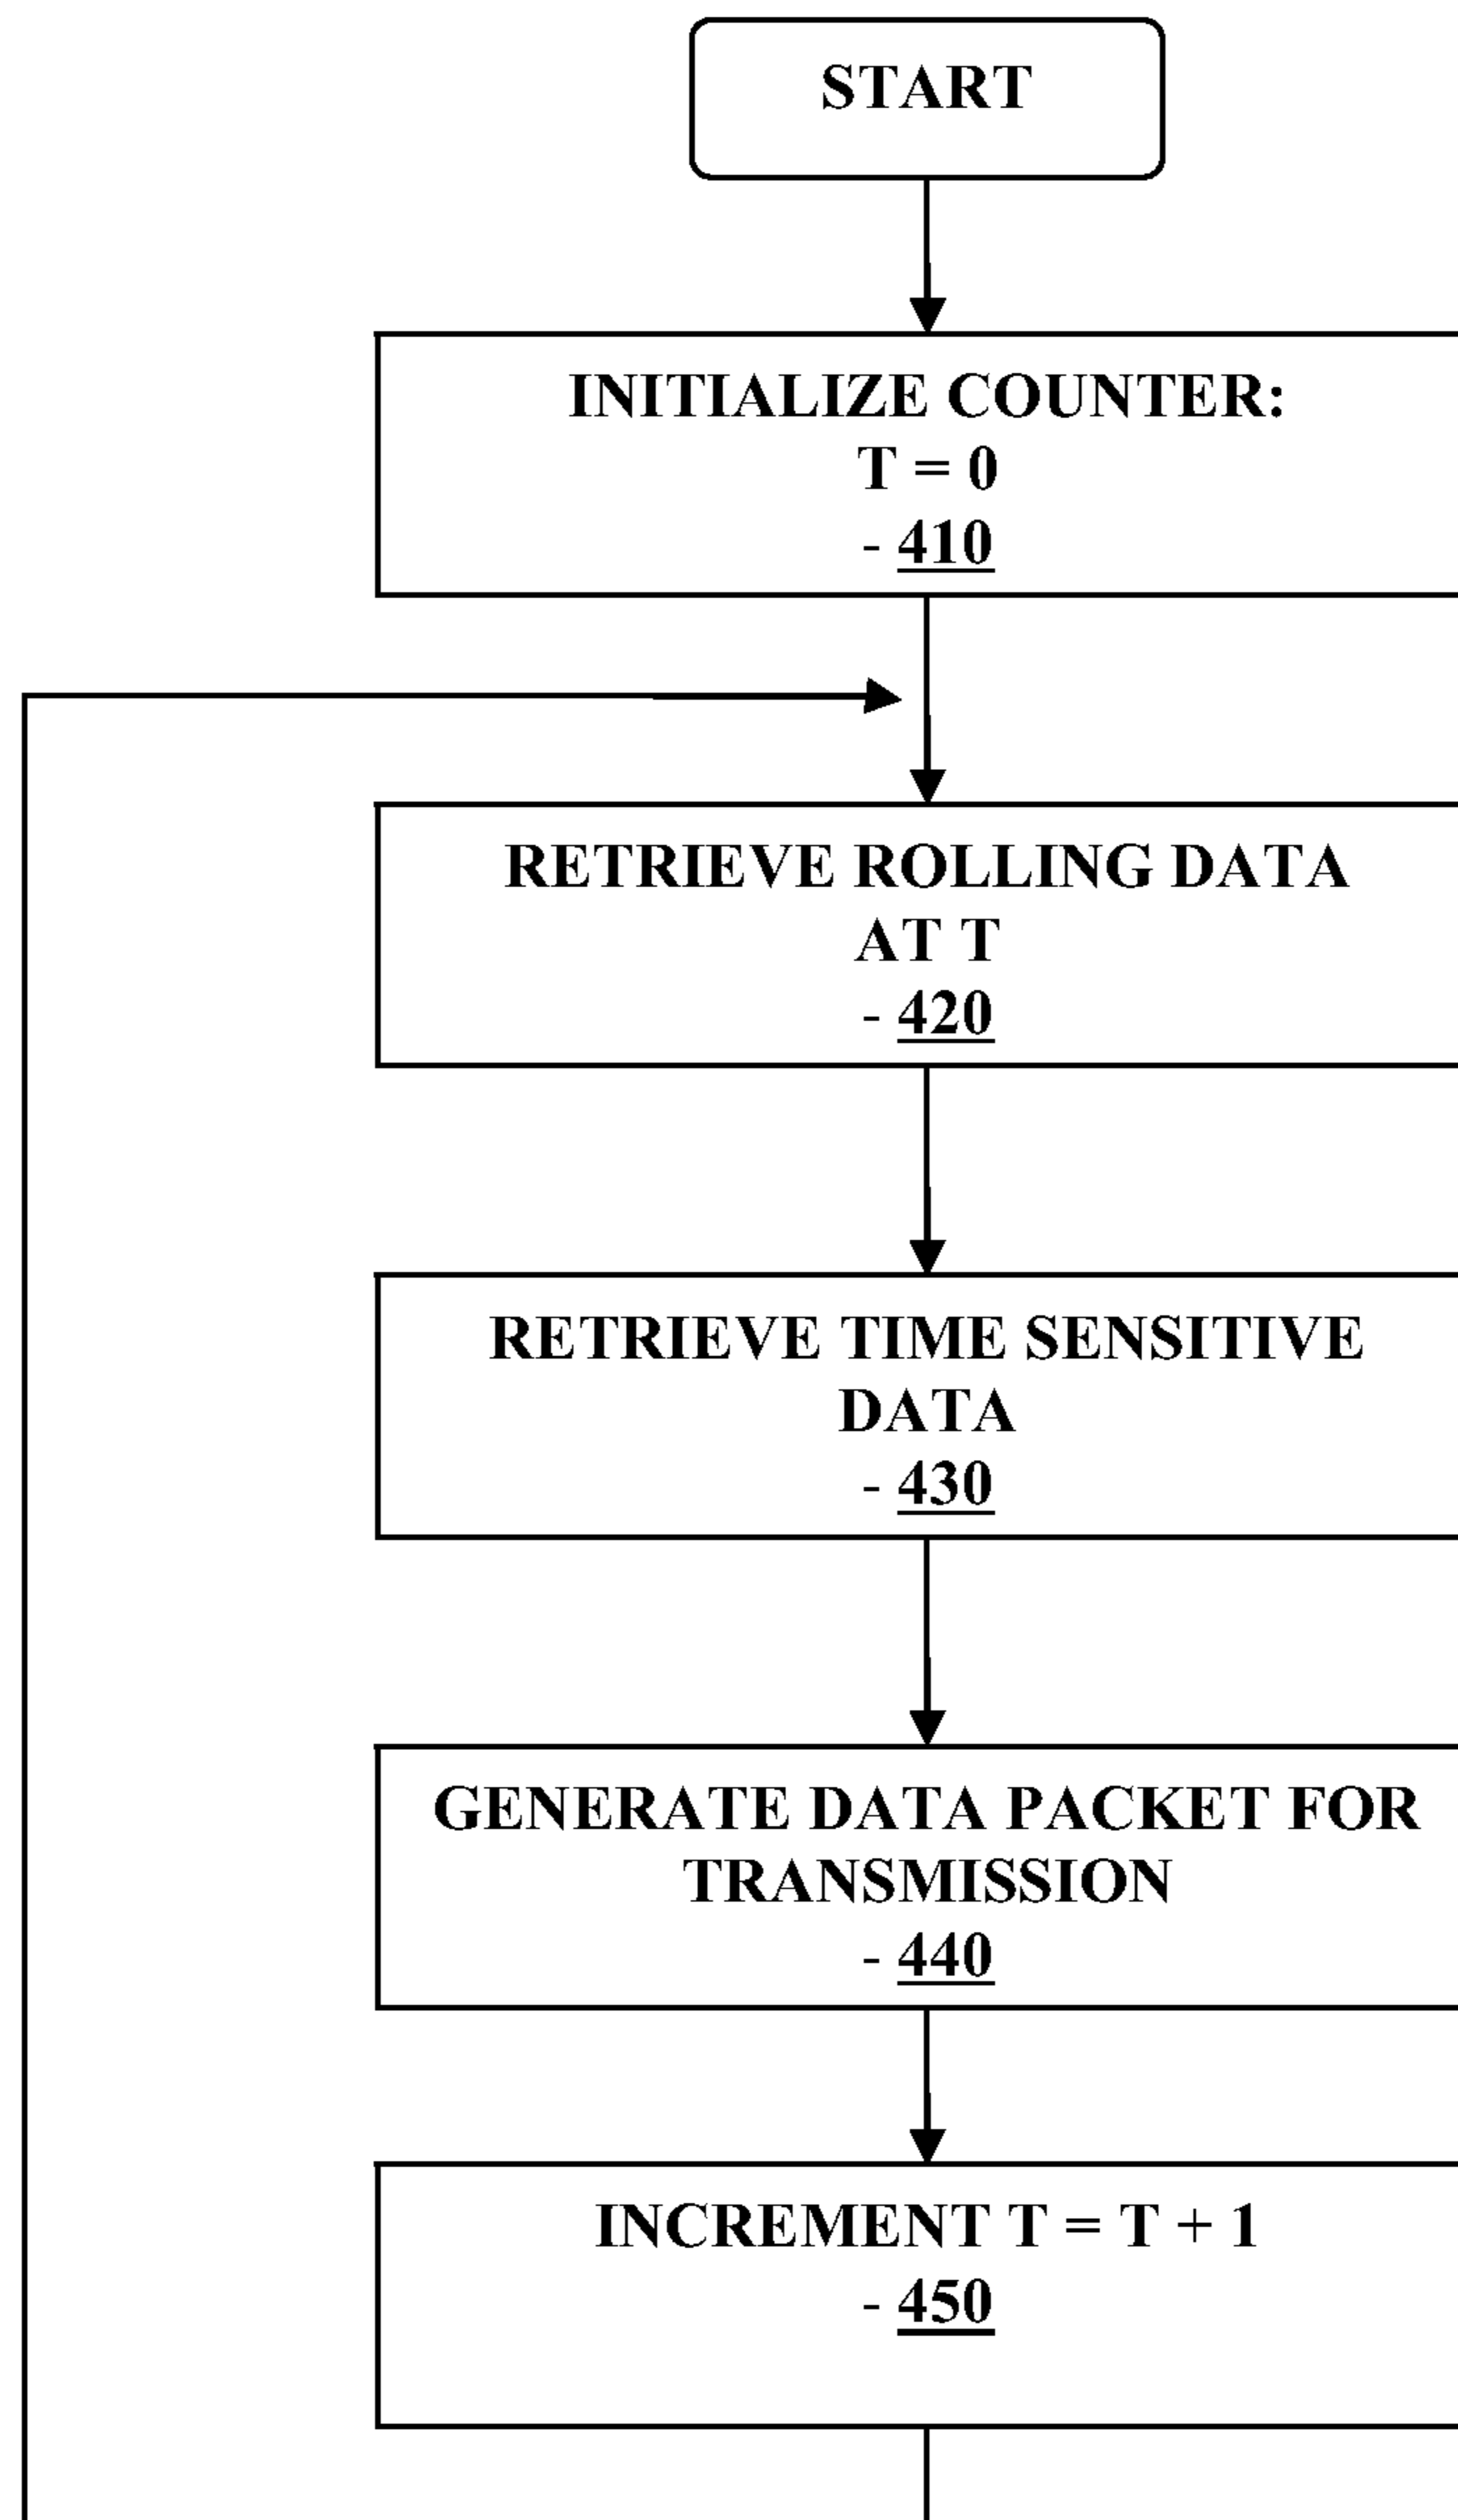 START
INITIALIZE COUNTER:
T = 0
- 410
RETRIEVE ROLLING DATA
AT T
- 420
RETRIEVE TIME SENSITIVE
DATA
- 430
GENERATE DATA PACKET FOR
TRANSMISSION
- 440
INCREMENT T = T + 1
- 450